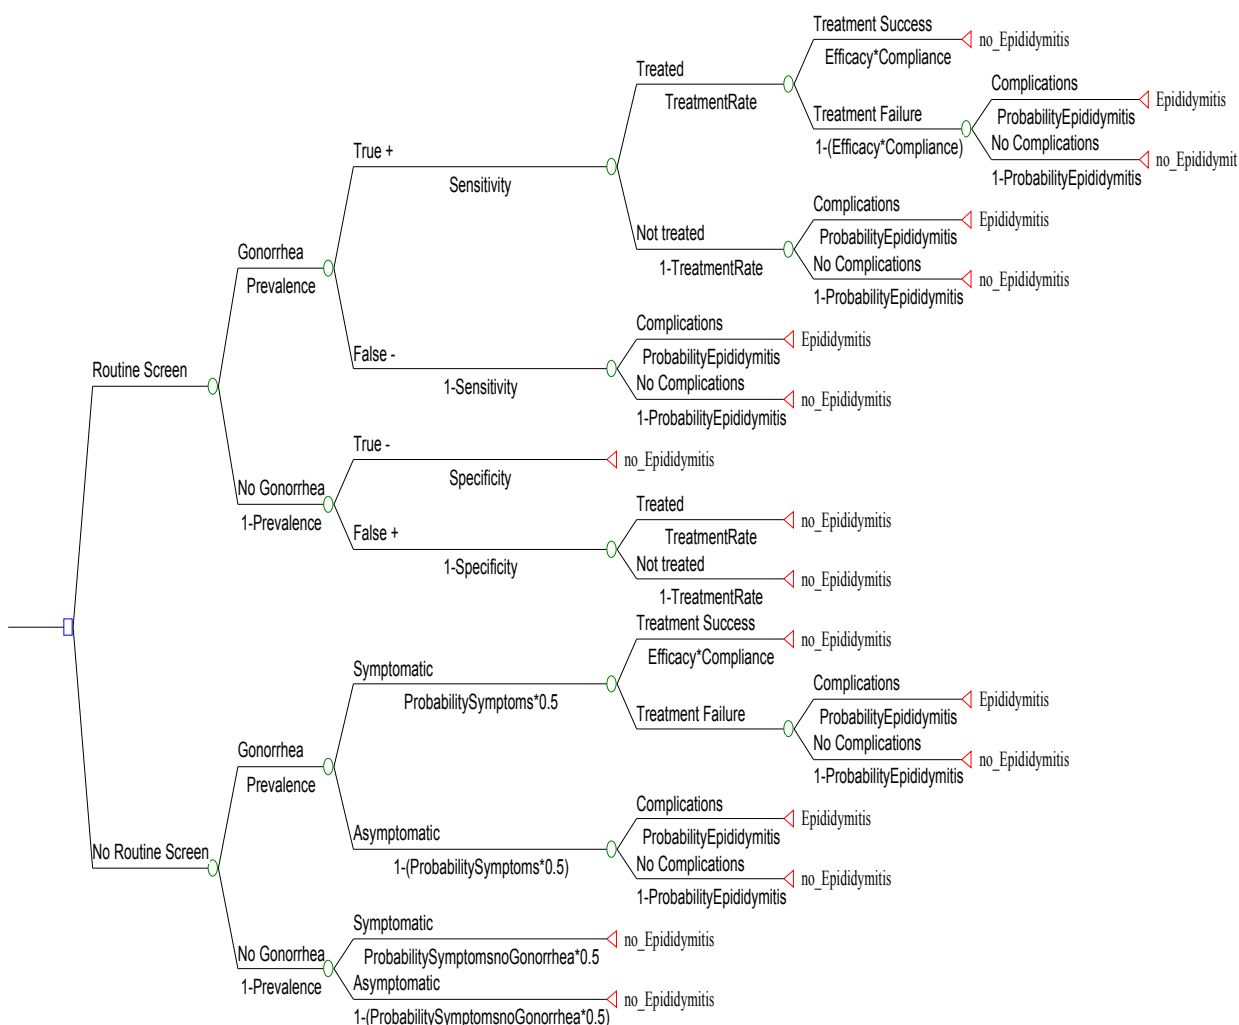 Treatment Success
no_Epididymitis
Efficacy*Compliance
Treated
TreatmentRate
Complications
Epididymitis
ProbabilityEpididymitis
Treatment Failure
1-(Efficacy*Compliance)
No Complications
no_Epididymit
1-ProbabilityEpididymitis
True +
Sensitivity
Complications
Epididymitis
ProbabilityEpididymitis
Not treated
1-TreatmentRate
No Complications
no_Epididymitis
1-ProbabilityEpididymitis
Gonorrhea
Prevalence
Complications
Epididymitis
ProbabilityEpididymitis
False -
1-Sensitivity
No Complications
no_Epididymitis
1-ProbabilityEpididymitis
Routine Screen
True -
no_Epididymitis
Specificity
No Gonorrhea
1-Prevalence
Treated
no_Epididymitis
TreatmentRate
False +
1-Specificity
Not treated
no_Epididymitis
1-TreatmentRate
Treatment Success
no_Epididymitis
Efficacy*Compliance
Symptomatic
ProbabilitySymptoms*0.5
Complications
Epididymitis
ProbabilityEpididymitis
Treatment Failure
No Complications
no_Epididymitis
1-ProbabilityEpididymitis
Gonorrhea
Prevalence
Complications
Epididymitis
ProbabilityEpididymitis
Asymptomatic
1-(ProbabilitySymptoms*0.5)
No Complications
no_Epididymitis
1-ProbabilityEpididymitis
No Routine Screen
Symptomatic
no_Epididymitis
ProbabilitySymptomsnoGonorrhea*0.5
No Gonorrhea
1-Prevalence
Asymptomatic
no_Epididymitis
1-(ProbabilitySymptomsnoGonorrhea*0.5)